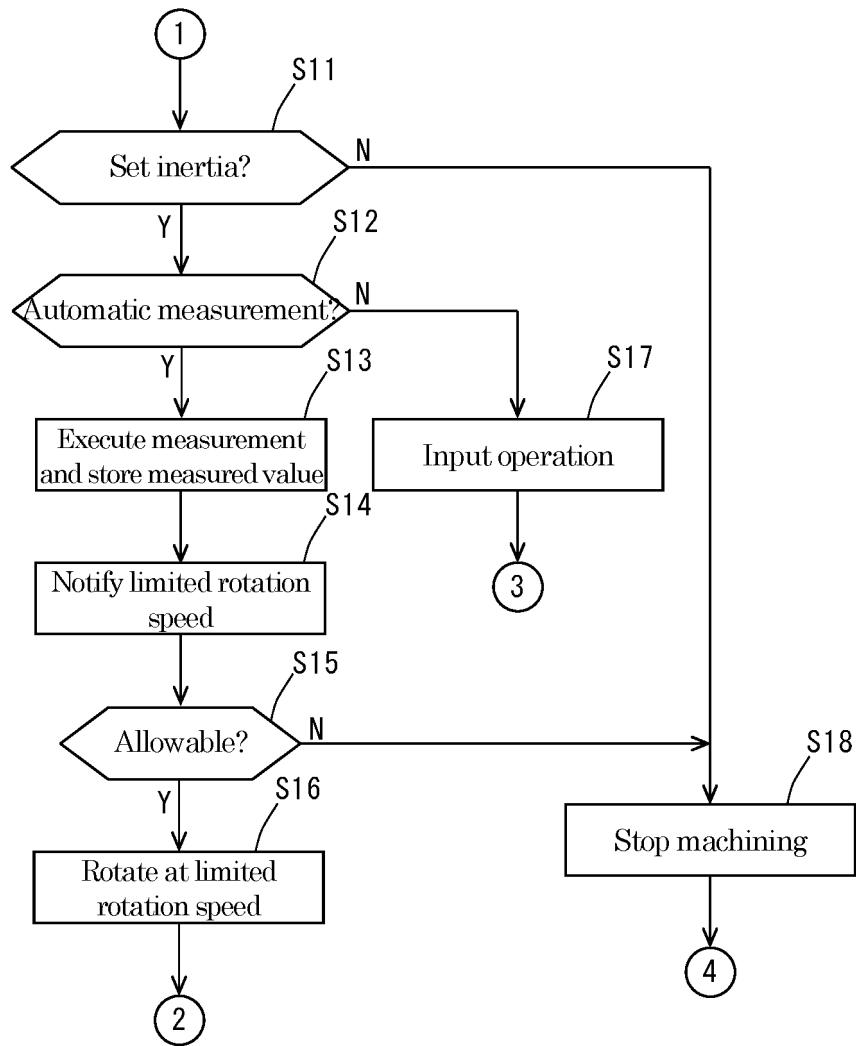 1
S11
Set inertia?
N
Y
S12
Automatic measurement?
N
Y
S13
Execute measurement
and store measured value
S17
Input operation
S14
Notify limited rotation
speed
3
S15
Allowable?
N
Y
S16
Rotate at limited
rotation speed
S18
Stop machining
2
4